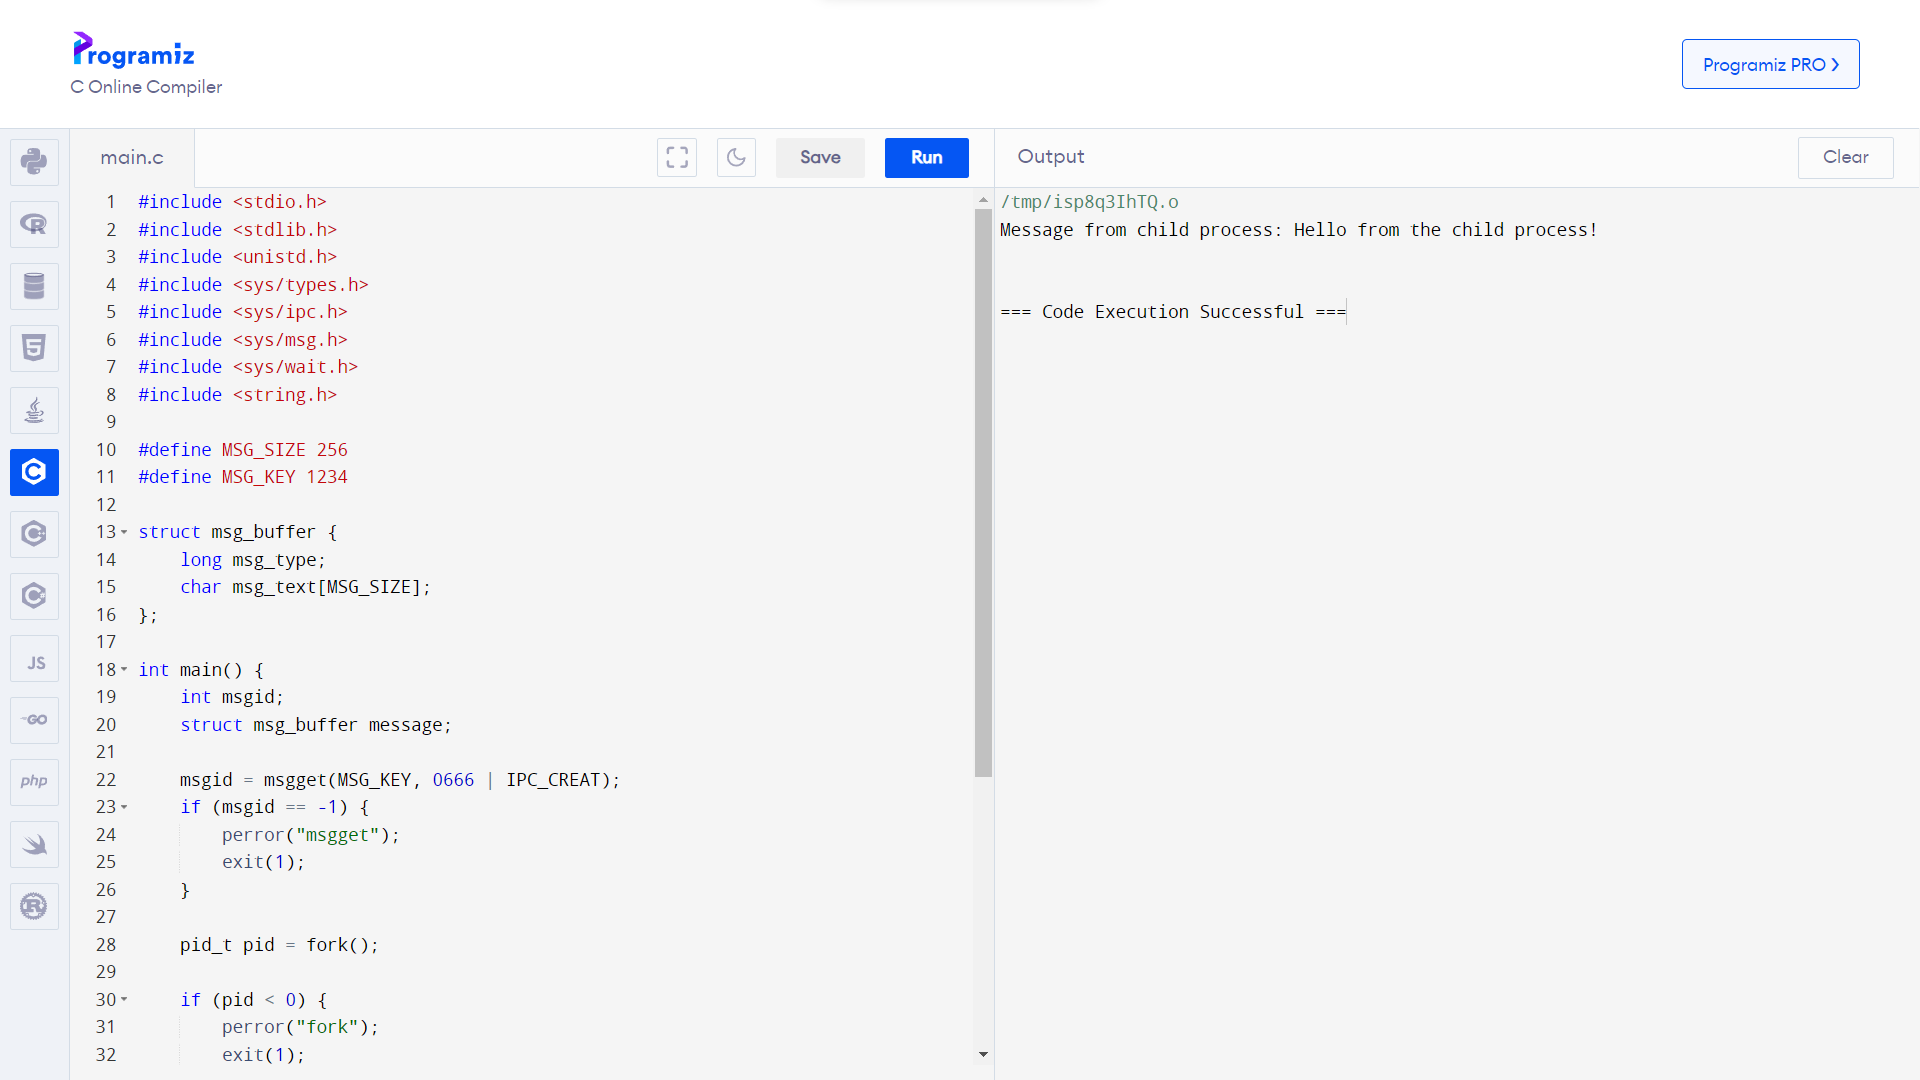 Programiz
C Online Compiler
Programiz PRO >
main.c
Save
Run
Output
Clear
1 #include <stdio.h>
2 #include <stdlib.h>
3 #include <unistd.h>
4 #include <sys/types.h>
5 #include <sys/ipc.h>
6 #include <sys/msg.h>
7 #include <sys/wait.h>
8 #include <string.h>
9
10 #define MSG_SIZE 256
11 #define MSG_KEY 1234
12
13 struct msg_buffer {
14     long msg_type;
15     char msg_text[MSG_SIZE];
16 };
17
18 int main() {
19     int msgid;
20     struct msg_buffer message;
21
22     msgid = msgget(MSG_KEY, 0666 | IPC_CREAT);
23     if (msgid == -1) {
24         perror("msgget");
25         exit(1);
26     }
27
28     pid_t pid = fork();
29
30     if (pid < 0) {
31         perror("fork");
32         exit(1);
/tmp/isp8q3IhTQ.o
Message from child process: Hello from the child process!
=== Code Execution Successful ===
R
5
C
C
C
JS
GO
php
R